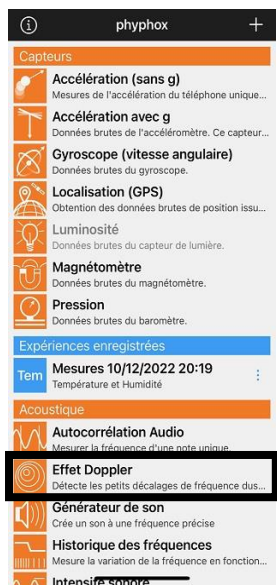 phyphox
Capteurs
Accélération (sans g)
Mesures de l'accélération du téléphone unique...
Accélération avec g
Données brutes de l'accéléromètre. Ce capteur...
Gyroscope (vitesse angulaire)
Données brutes du gyroscope.
Localisation (GPS)
Obtention des données brutes de position issu...
Luminosité
Données brutes du capteur de lumière.
Magnétomètre
Données brutes du magnétomètre.
Pression
Données brutes du baromètre.
Expériences enregistrées
Tem
Mesures 10/12/2022 20:19
Température et Humidité
Acoustique
Autocorrélation Audio
Mesurer la fréquence d'une note unique.
Effet Doppler
Détecte les petits décalages de fréquence dus...
Générateur de son
Crée un son à une fréquence précise
Historique des fréquences
Mesure la variation de la fréquence en fonction...
Intensité sonore